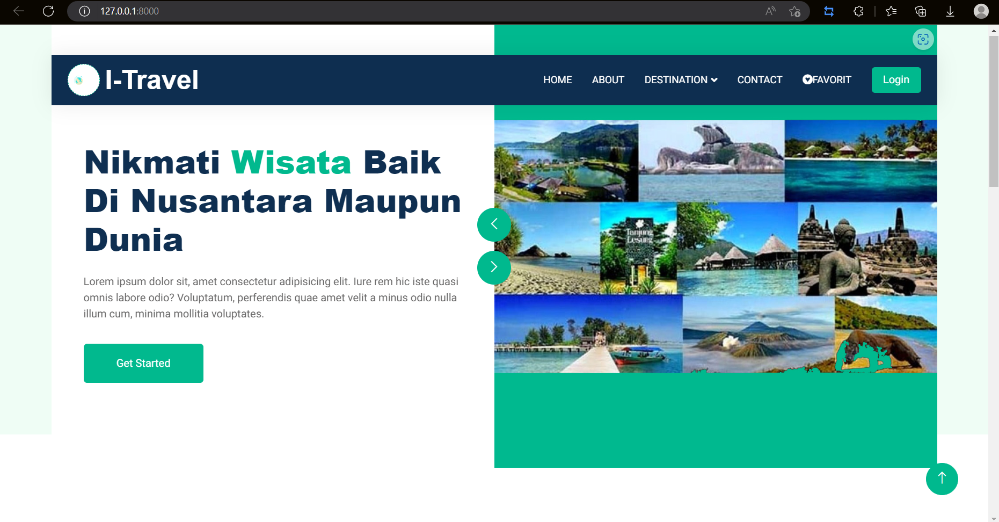 127.0.0.1:8000
I-Travel
HOME ABOUT DESTINATION CONTACT FAVORIT Login
Nikmati Wisata Baik
Di Nusantara Maupun
Dunia
Lorem ipsum dolor sit, amet consectetur adipisicing elit. Iure rem hic iste quasi
omnis labore odio? Voluptatum, perferendis quae amet velit a minus odio nulla
illum cum, minima mollitia voluptates.
Get Started
Tanjung
Lesung